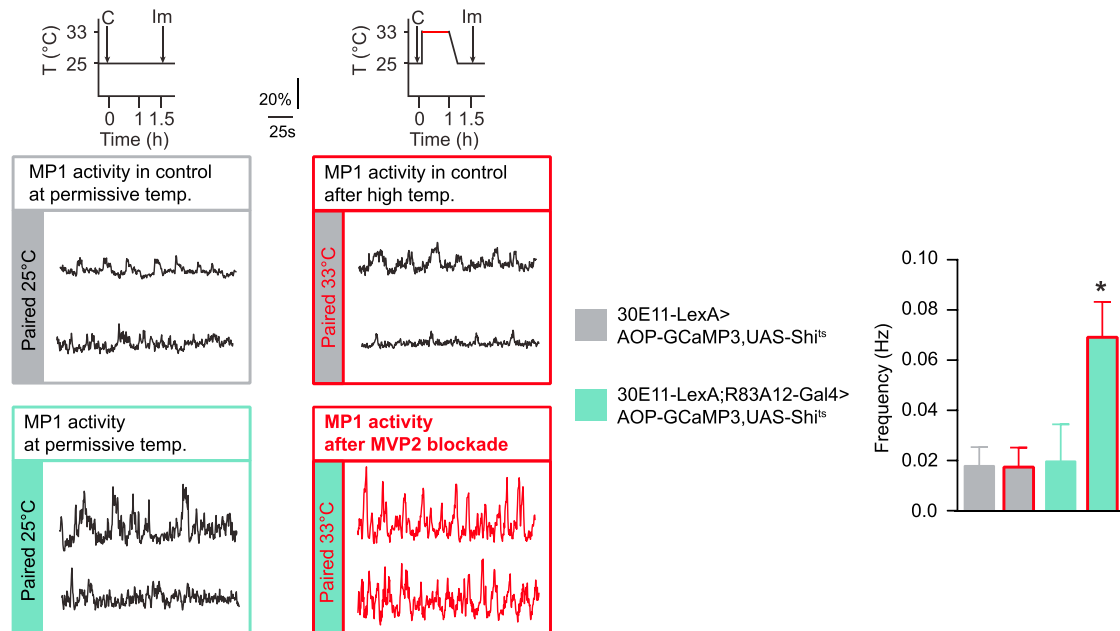 C Im
33
25
T (°C)
0 1 1.5
Time (h)
20%
25s
C Im
33
25
T (°C)
0 1 1.5
Time (h)
MP1 activity in control
at permissive temp.
Paired 25°C
MP1 activity in control
after high temp.
Paired 33°C
MP1 activity
at permissive temp.
Paired 25°C
MP1 activity
after MVP2 blockade
Paired 33°C
30E11-LexA>
AOP-GCaMP3,UAS-Shiᵗˢ
30E11-LexA;R83A12-Gal4>
AOP-GCaMP3,UAS-Shiᵗˢ
Frequency (Hz)
0.10
0.08
0.06
0.04
0.02
0.0
*